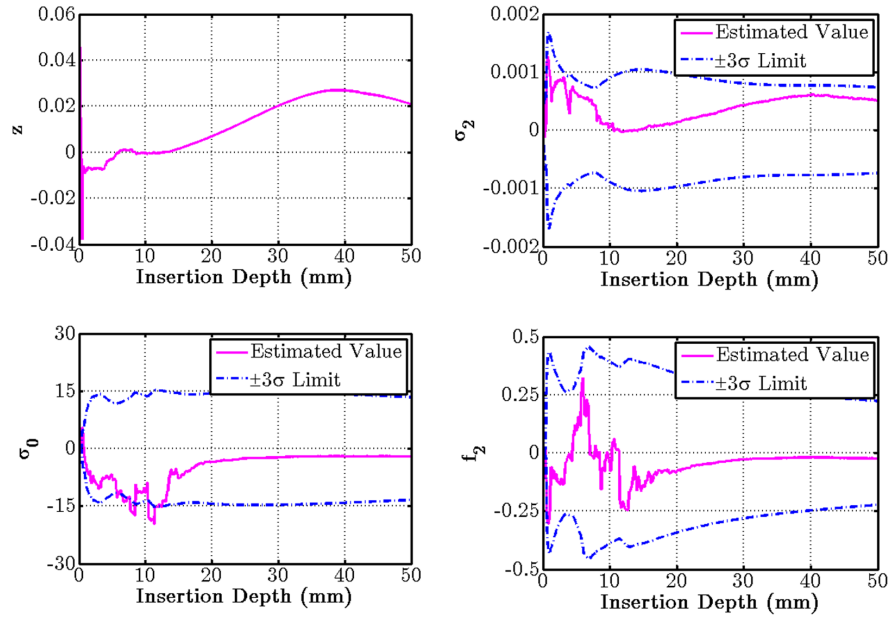 0.06
0.04
0.02
0
-0.02
-0.04
z
0 10 20 30 40 50
Insertion Depth (mm)
0.002
0.001
0
-0.001
-0.002
σ2
Estimated Value
±3σ Limit
0 10 20 30 40 50
Insertion Depth (mm)
30
15
0
-15
-30
σ0
Estimated Value
±3σ Limit
0 10 20 30 40 50
Insertion Depth (mm)
0.5
0.25
0
-0.25
-0.5
f2
Estimated Value
±3σ Limit
0 10 20 30 40 50
Insertion Depth (mm)